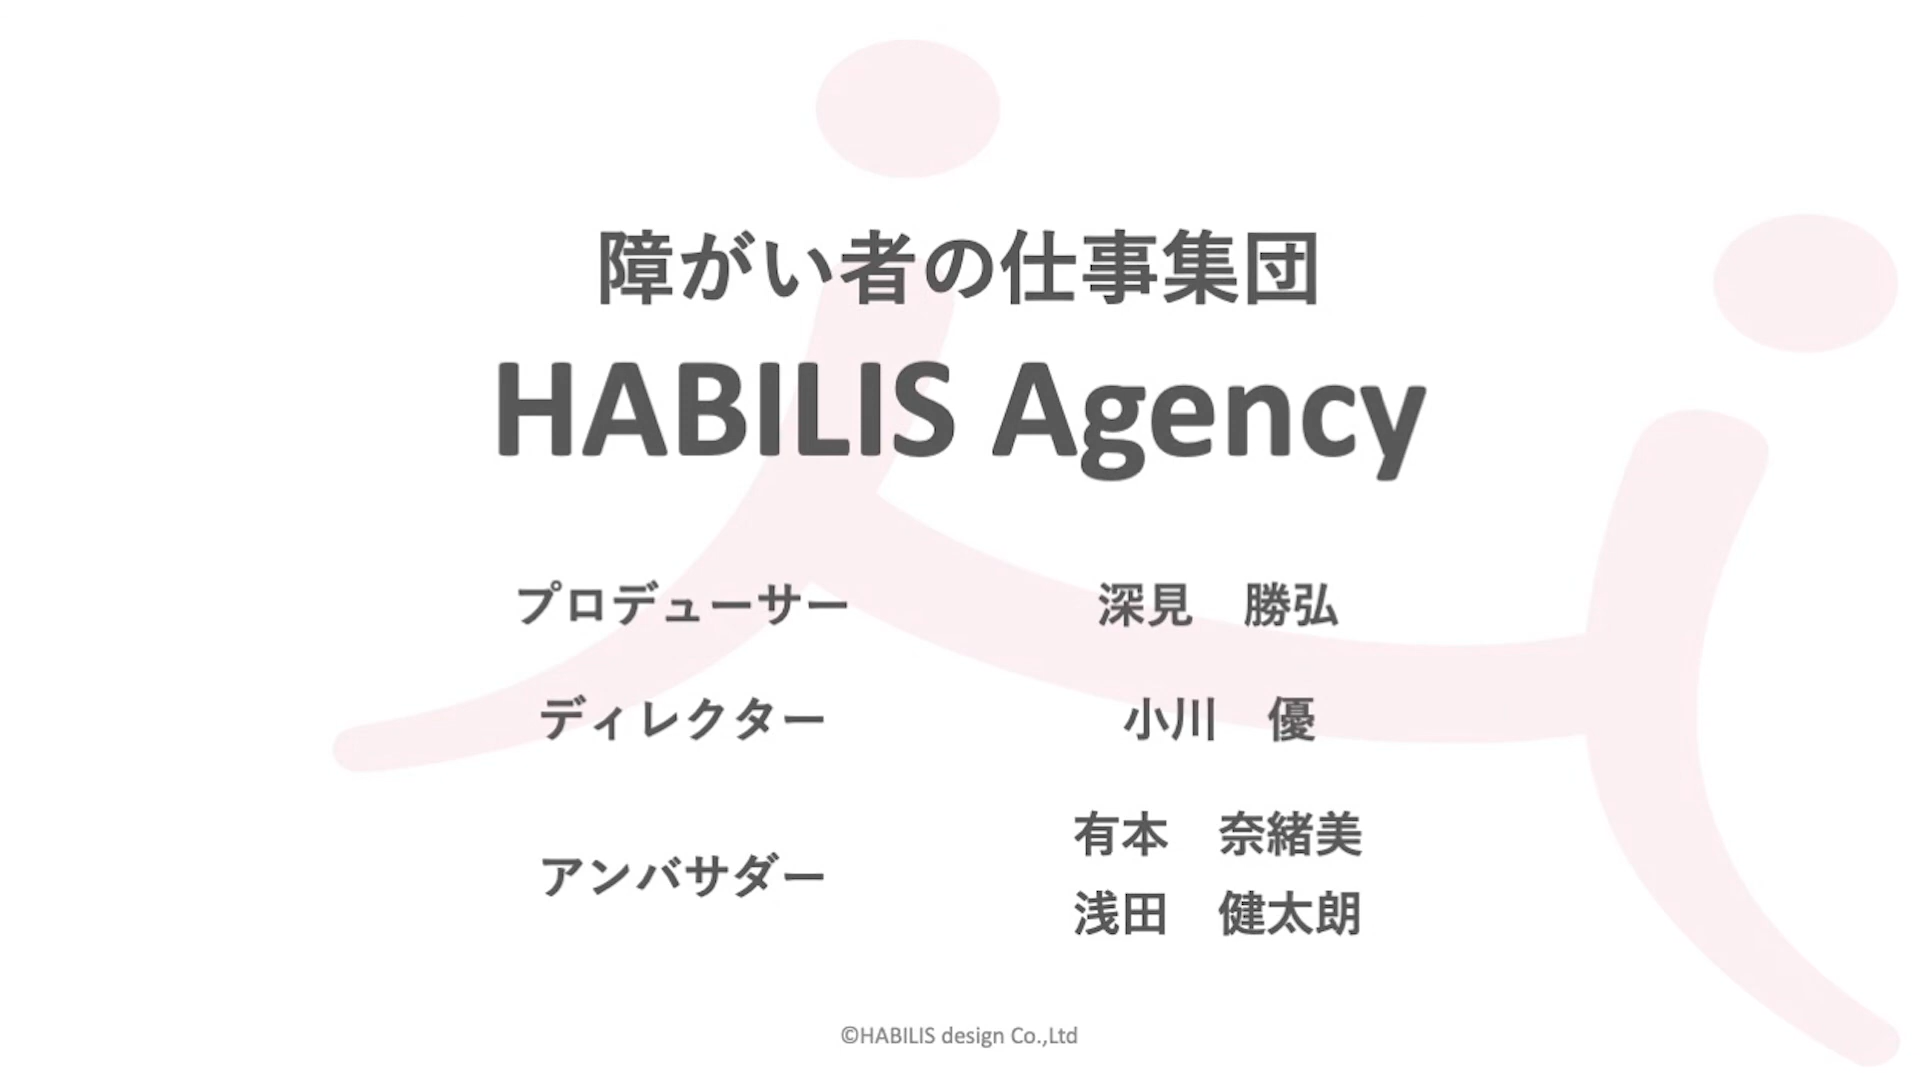 障がい者の仕事集団
HABILIS Agency
プロデューサー　深見　勝弘
ディレクター　小川　優
アンバサダー　有本　奈緒美
浅田　健太朗
©HABILIS design Co.,Ltd